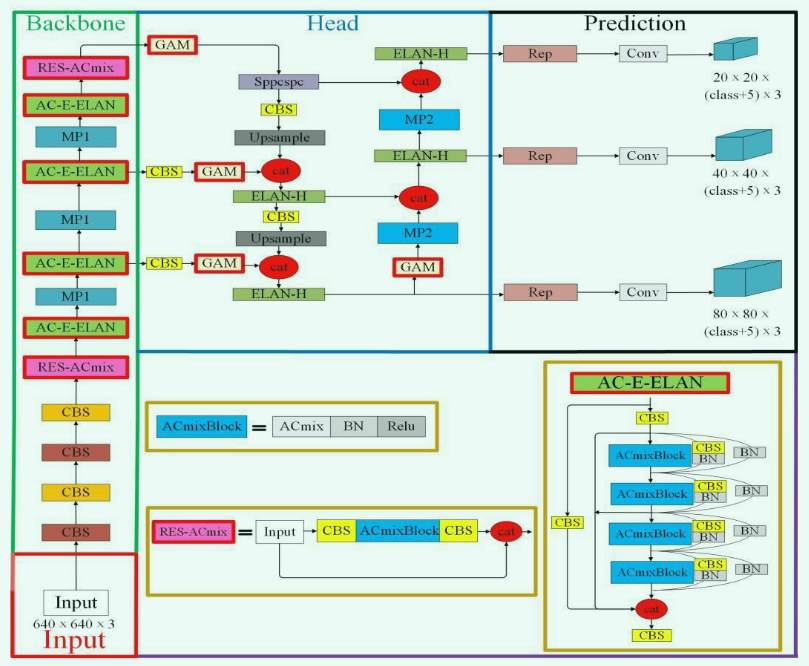 Backbone
Head
Prediction
RES-ACmix
AC-E-ELAN
MP1
AC-E-ELAN
MP1
AC-E-ELAN
MP1
AC-E-ELAN
RES-ACmix
CBS
CBS
CBS
CBS
Input
640 × 640 × 3
Input
GAM
Sppcspc
CBS
Upsample
CBS
GAM
cat
ELAN-H
CBS
Upsample
CBS
GAM
cat
ELAN-H
ELAN-H
cat
MP2
ELAN-H
cat
MP2
GAM
Rep
Conv
20 × 20 ×
(class+5) × 3
Rep
Conv
40 × 40 ×
(class+5) × 3
Rep
Conv
80 × 80 ×
(class+5) × 3
ACmixBlock = ACmix BN Relu
RES-ACmix = Input CBS ACmixBlock CBS cat
AC-E-ELAN
CBS
ACmixBlock
CBS
BN
BN
ACmixBlock
CBS
BN
BN
CBS
ACmixBlock
CBS
BN
BN
ACmixBlock
CBS
BN
BN
cat
CBS